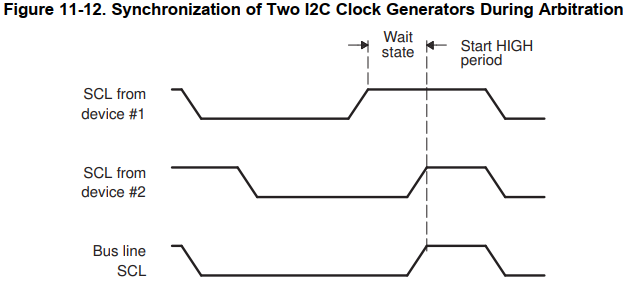 Figure 11-12. Synchronization of Two I2C Clock Generators During Arbitration
Wait
state
Start HIGH
period
SCL from
device #1
SCL from
device #2
Bus line
SCL